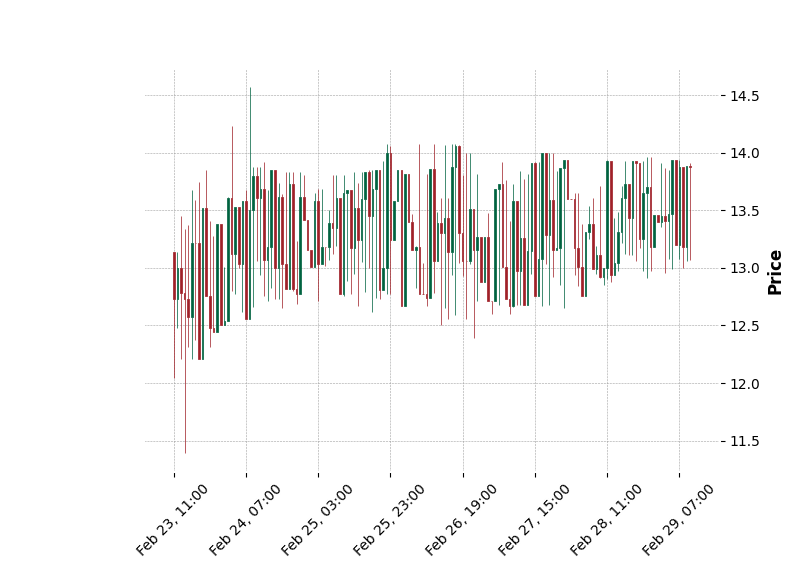 14.5
14.0
13.5
13.0
12.5
12.0
11.5
Price
Feb 23, 11:00
Feb 24, 07:00
Feb 25, 03:00
Feb 25, 23:00
Feb 26, 19:00
Feb 27, 15:00
Feb 28, 11:00
Feb 29, 07:00